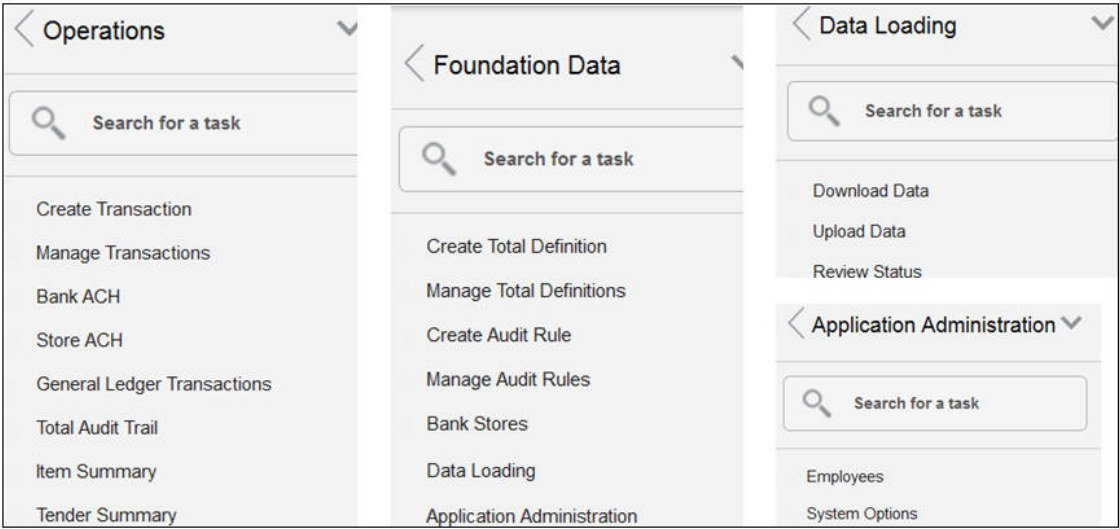 Operations
Search for a task
Create Transaction
Manage Transactions
Bank ACH
Store ACH
General Ledger Transactions
Total Audit Trail
Item Summary
Tender Summary
Foundation Data
Search for a task
Create Total Definition
Manage Total Definitions
Create Audit Rule
Manage Audit Rules
Bank Stores
Data Loading
Application Administration
Data Loading
Search for a task
Download Data
Upload Data
Review Status
Application Administration
Search for a task
Employees
System Options